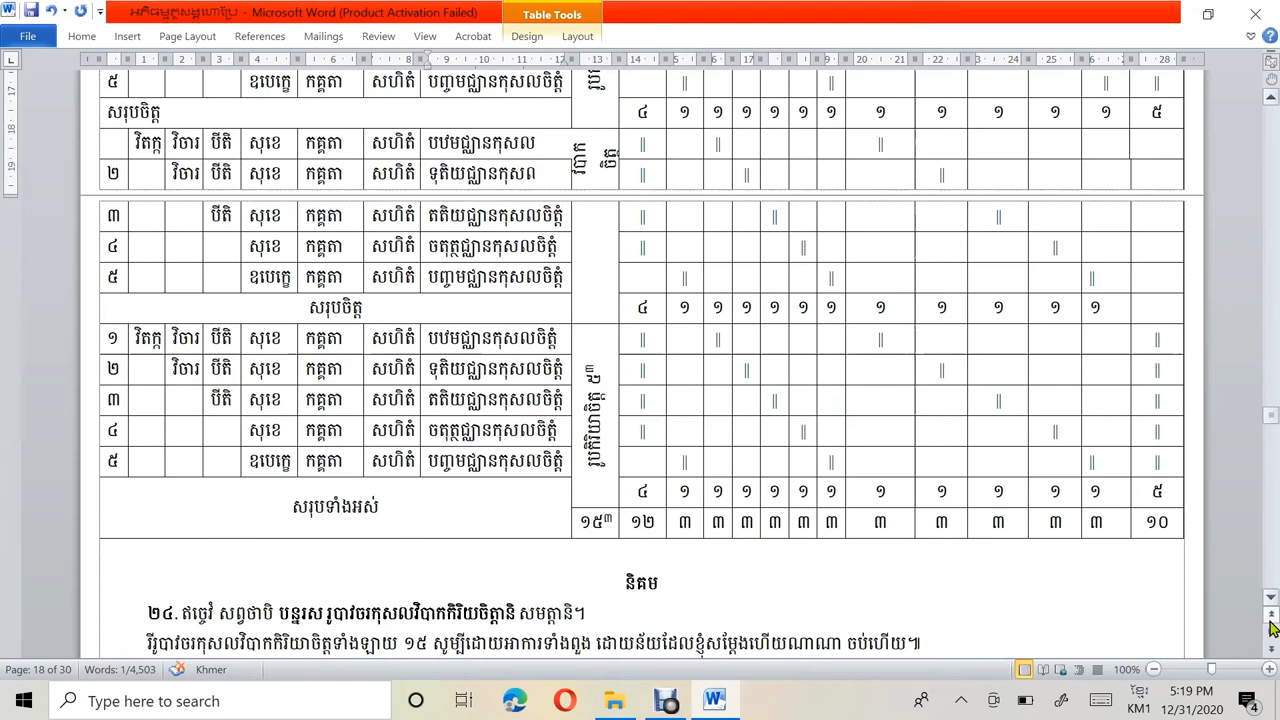 អភិធម្មត្ថសង្គហោប្រែ - Microsoft Word (Product Activation Failed)
Table Tools
File Home Insert Page Layout References Mailings Review View Acrobat Design Layout
៥ ឧបេក្ខេ កគ្គតា សហិតំ បញ្ចមជ្ឈានកុសលចិត្តំ || || || ||
សរុបចិត្ត ៤ ១ ១ ១ ១ ១ ១ ១ ១ ១ ១ ៥
វិតក្ក វិចារ បីតិ សុខេ កគ្គតា សហិតំ បឋមជ្ឈានកុសល វិបាកចិត្ត || || ||
២ វិចារ បីតិ សុខេ កគ្គតា សហិតំ ទុតិយជ្ឈានកុសព || || ||
៣ បីតិ សុខេ កគ្គតា សហិតំ តតិយជ្ឈានកុសលចិត្តំ || || ||
៤ សុខេ កគ្គតា សហិតំ ចតុត្ថជ្ឈានកុសលចិត្តំ || || ||
៥ ឧបេក្ខេ កគ្គតា សហិតំ បញ្ចមជ្ឈានកុសលចិត្តំ || || ||
សរុបចិត្ត ៤ ១ ១ ១ ១ ១ ១ ១ ១ ១ ១
១ វិតក្ក វិចារ បីតិ សុខេ កគ្គតា សហិតំ បឋមជ្ឈានកុសលចិត្តំ || || || ||
២ វិចារ បីតិ សុខេ កគ្គតា សហិតំ ទុតិយជ្ឈានកុសលចិត្តំ || || || ||
៣ បីតិ សុខេ កគ្គតា សហិតំ តតិយជ្ឈានកុសលចិត្តំ || || || ||
៤ សុខេ កគ្គតា សហិតំ ចតុត្ថជ្ឈានកុសលចិត្តំ || || || ||
៥ ឧបេក្ខេ កគ្គតា សហិតំ បញ្ចមជ្ឈានកុសលចិត្តំ || || || ||
រូបកិរិយាចិត្ត ៥៣
៤ ១ ១ ១ ១ ១ ១ ១ ១ ១ ១ ៥
សរុបទាំងអស់ ១៥៣ ១២ ៣ ៣ ៣ ៣ ៣ ៣ ៣ ៣ ៣ ៣ ១០
និគម
២៤. ឥច្ចេវំ សព្វថាបិ បន្នរស រូបាវចរកុសលវិបាកកិរិយចិត្តានិ សមត្តានិ។
រីរូបាវចរកុសលវិបាកកិរិយាចិត្តទាំងឡាយ ១៥ សូម្បីដោយអាការទាំងពួង ដោយន័យដែលខ្ញុំសម្ដែងហើយណាណា ចប់ហើយ៕
Page: 18 of 30 Words: 1/4,503 Khmer 100%
Type here to search
ខ្មែរ KM1 5:19 PM 12/31/2020 4